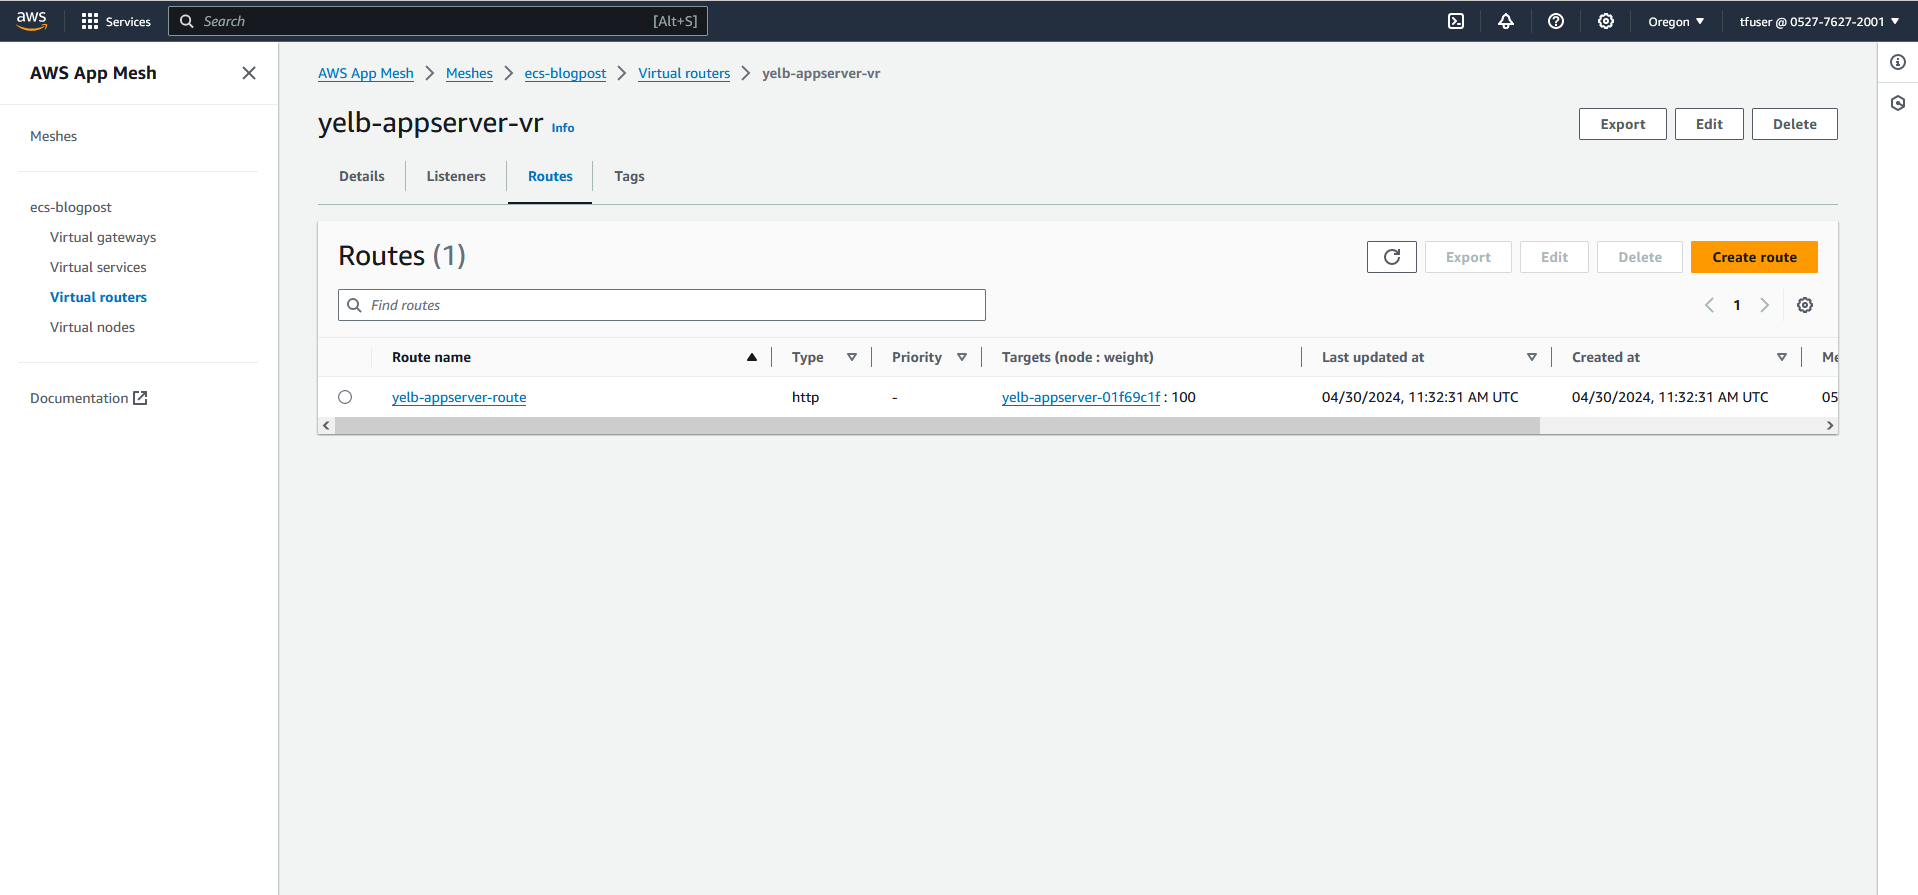 aws Services Search [Alt+S] Oregon tfuser @ 0527-7627-2001
AWS App Mesh
Meshes
ecs-blogpost
Virtual gateways
Virtual services
Virtual routers
Virtual nodes
Documentation
AWS App Mesh Meshes ecs-blogpost Virtual routers yelb-appserver-vr
yelb-appserver-vr Info Export Edit Delete
Details Listeners Routes Tags
Routes (1) Export Edit Delete Create route
Find routes 1
Route name Type Priority Targets (node : weight) Last updated at Created at Me
yelb-appserver-route http - yelb-appserver-01f69c1f : 100 04/30/2024, 11:32:31 AM UTC 04/30/2024, 11:32:31 AM UTC 05